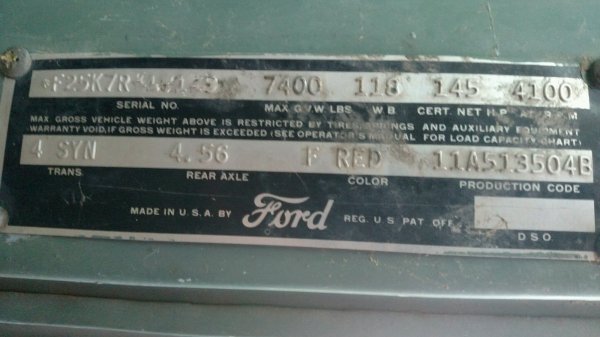 7400 118 145 4100
SERIAL NO. MAX. G.V.W. LBS. W.B. CERT. NET H.P. R.P.M.
MAX. GROSS VEHICLE WEIGHT ABOVE IS RESTRICTED BY TIRES, SPRINGS AND AUXILIARY EQUIPMENT
WARRANTY VOID, IF GROSS WEIGHT IS EXCEEDED (SEE OPERATOR'S MANUAL FOR LOAD CAPACITY CHART)
4 SYN 4.56 F RED 11A513504B
TRANS. REAR AXLE COLOR PRODUCTION CODE
MADE IN U.S.A. BY Ford REG. U.S. PAT. OFF.
D.S.O.